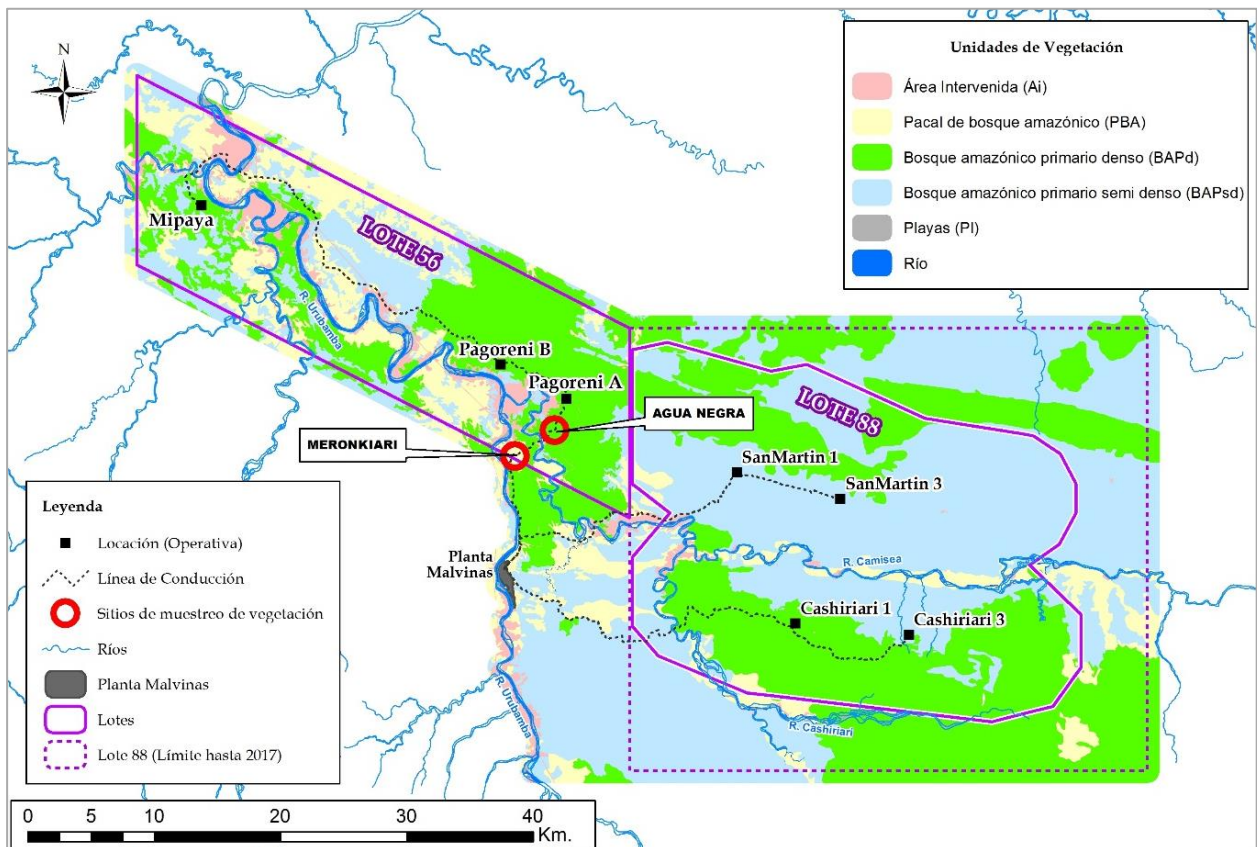 N
Unidades de Vegetación
Área Intervenida (Ai)
Pacal de bosque amazónico (PBA)
Bosque amazónico primario denso (BAPd)
Bosque amazónico primario semi denso (BAPsd)
Playas (Pl)
Río
Mipaya
LOTE 56
R. Urubamba
Pagoreni B
Pagoreni A
AGUA NEGRA
MERONKIARI
LOTE 88
SanMartin 1
SanMartin 3
Planta
Malvinas
R. Camisea
Cashiriari 1
Cashiriari 3
R. Urubamba
R. Cashiriari
Leyenda
Locación (Operativa)
Línea de Conducción
Sitios de muestreo de vegetación
Ríos
Planta Malvinas
Lotes
Lote 88 (Límite hasta 2017)
0 5 10 20 30 40
Km.